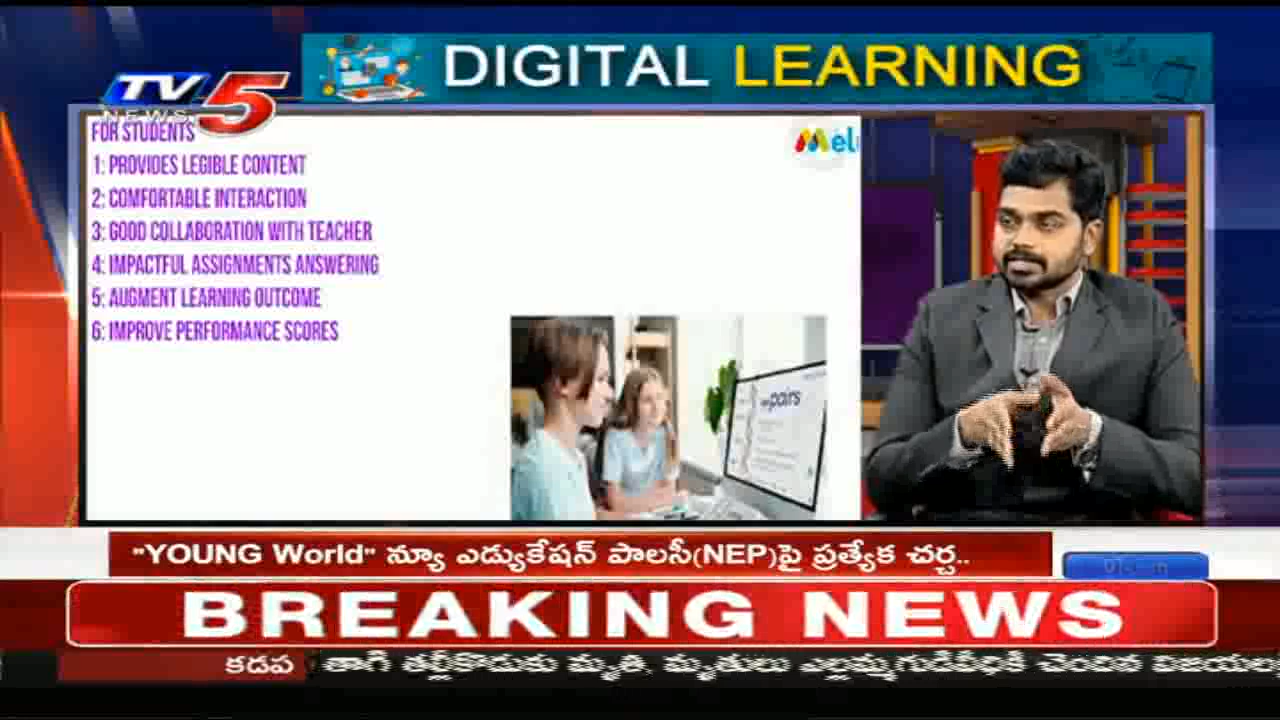 DIGITAL LEARNING
TV5
NEWS
FOR STUDENTS
1: PROVIDES LEGIBLE CONTENT
2: COMFORTABLE INTERACTION
3: GOOD COLLABORATION WITH TEACHER
4: IMPACTFUL ASSIGNMENTS ANSWERING
5: AUGMENT LEARNING OUTCOME
6: IMPROVE PERFORMANCE SCORES
Mel
pairs
"YOUNG World" న్యూ ఎడ్యుకేషన్ పాలసీ(NEP)పై ప్రత్యేక చర్చ..
BREAKING NEWS
కడప